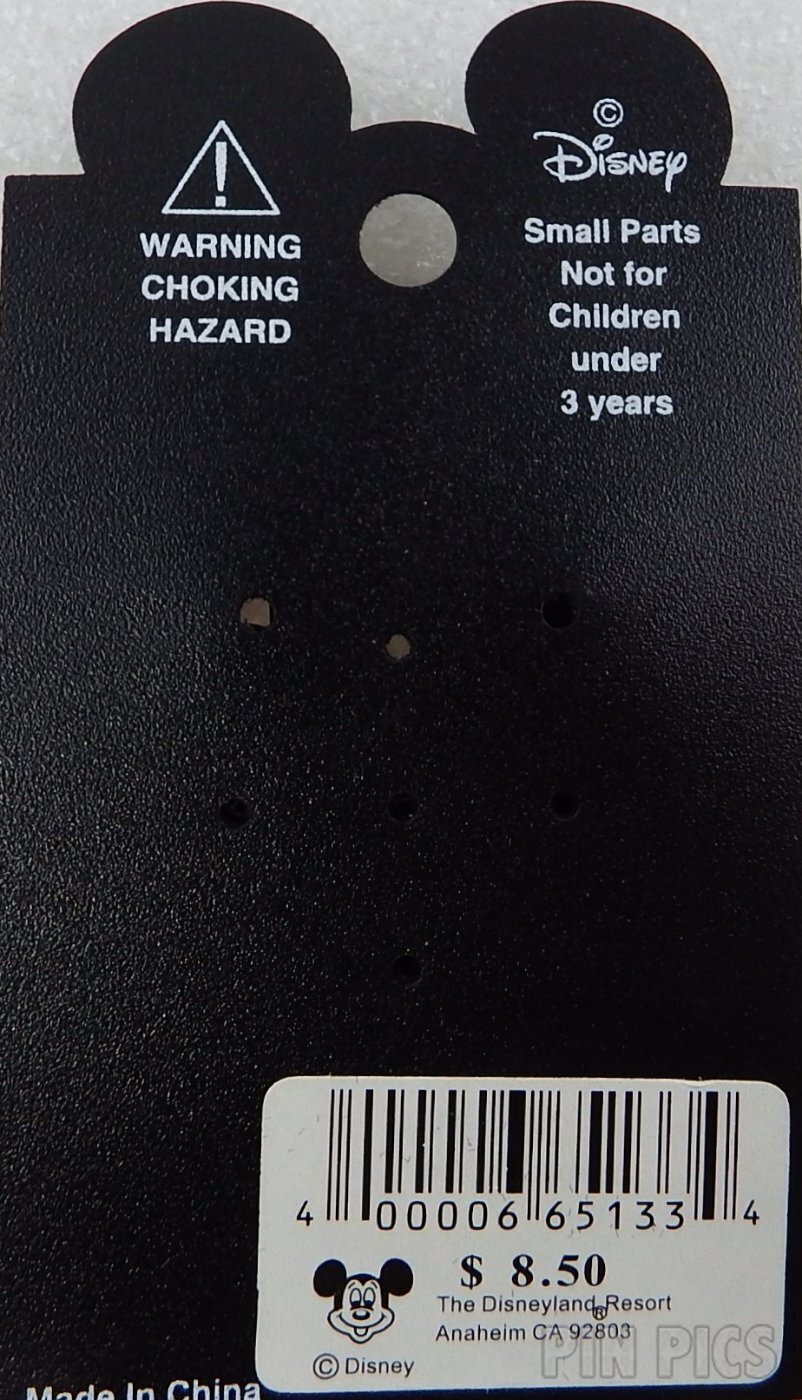 WARNING
CHOKING
HAZARD
©
Disney
Small Parts
Not for
Children
under
3 years
4 00006 65133 4
$ 8.50
The Disneyland® Resort
Anaheim CA 92803
© Disney
PIN PICS
Made In China